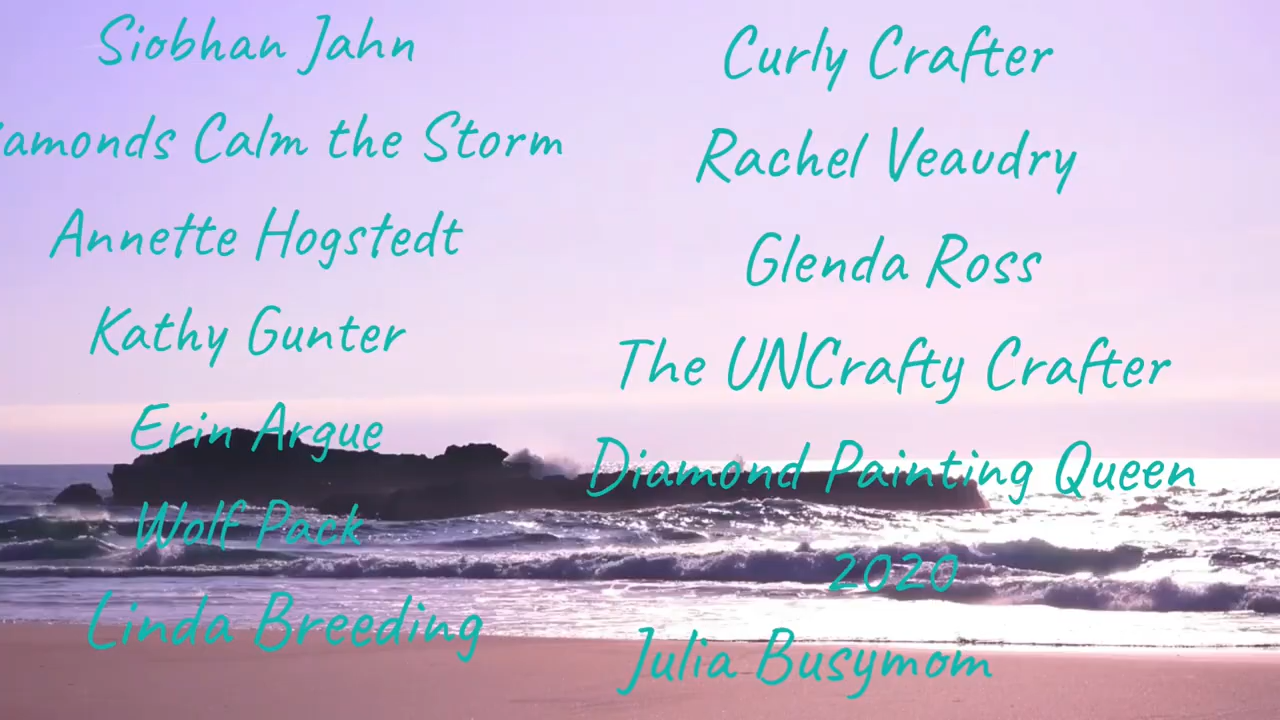 Siobhan Jahn
amonds Calm the Storm
Annette Hogstedt
Kathy Gunter
Erin Argue
Wolf Pack
Linda Breeding
Curly Crafter
Rachel Veaudry
Glenda Ross
The UNCrafty Crafter
Diamond Painting Queen
2020
Julia Busymom